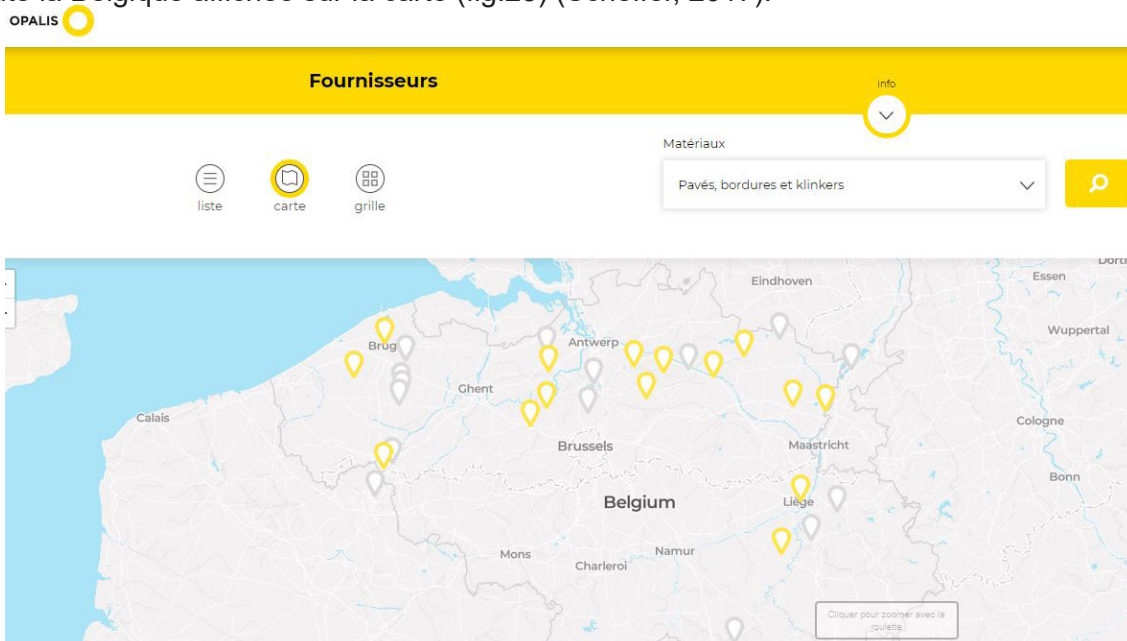 OPALIS
Fournisseurs
info
Matériaux
liste
carte
grille
Pavés, bordures et klinkers
Eindhoven
Essen
Wuppertal
Brug
Antwerp
Ghent
Calais
Cologne
Brussels
Maastricht
Bonn
Belgium
Liège
Mons
Namur
Charleroi
Cliquer pour zoomer avec la
roulette